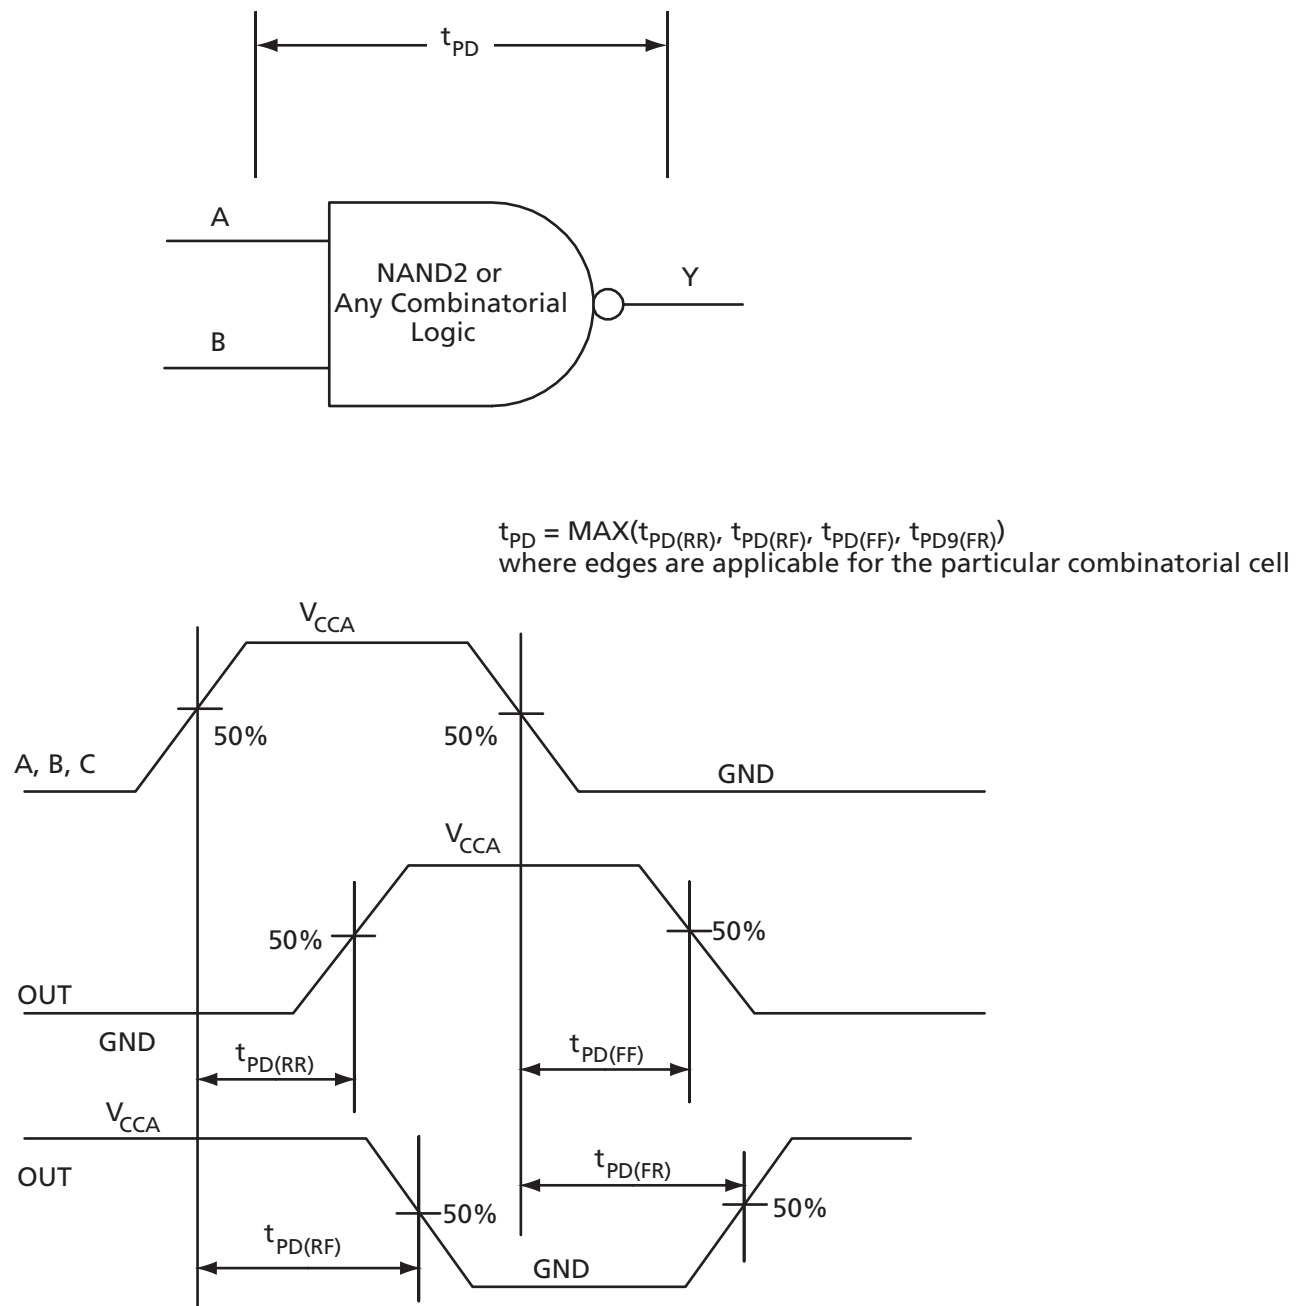 tPD
A
NAND2 or
Any Combinatorial
Logic
Y
B
tPD = MAX(tPD(RR), tPD(RF), tPD(FF), tPD9(FR))
where edges are applicable for the particular combinatorial cell
VCCA
50%
50%
A, B, C
GND
VCCA
50%
50%
OUT
GND
tPD(RR)
tPD(FF)
VCCA
OUT
tPD(FR)
50%
50%
tPD(RF)
GND